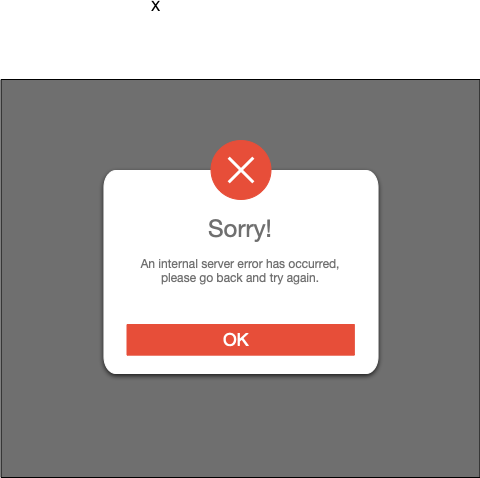 x
Sorry!
An internal server error has occurred,
please go back and try again.
OK